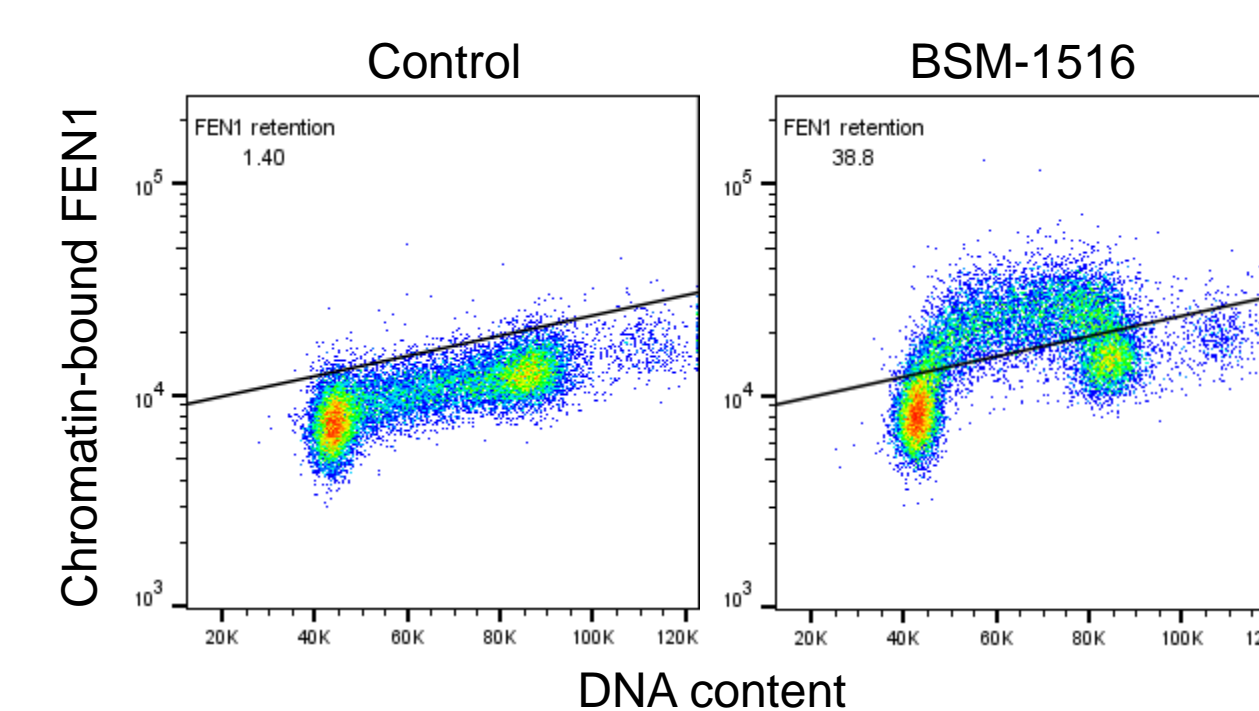 Control
BSM-1516
Chromatin-bound FEN1
FEN1 retention
1.40
10^5
10^4
10^3
20K 40K 60K 80K 100K 120K
FEN1 retention
38.8
10^5
10^4
10^3
20K 40K 60K 80K 100K 12
DNA content